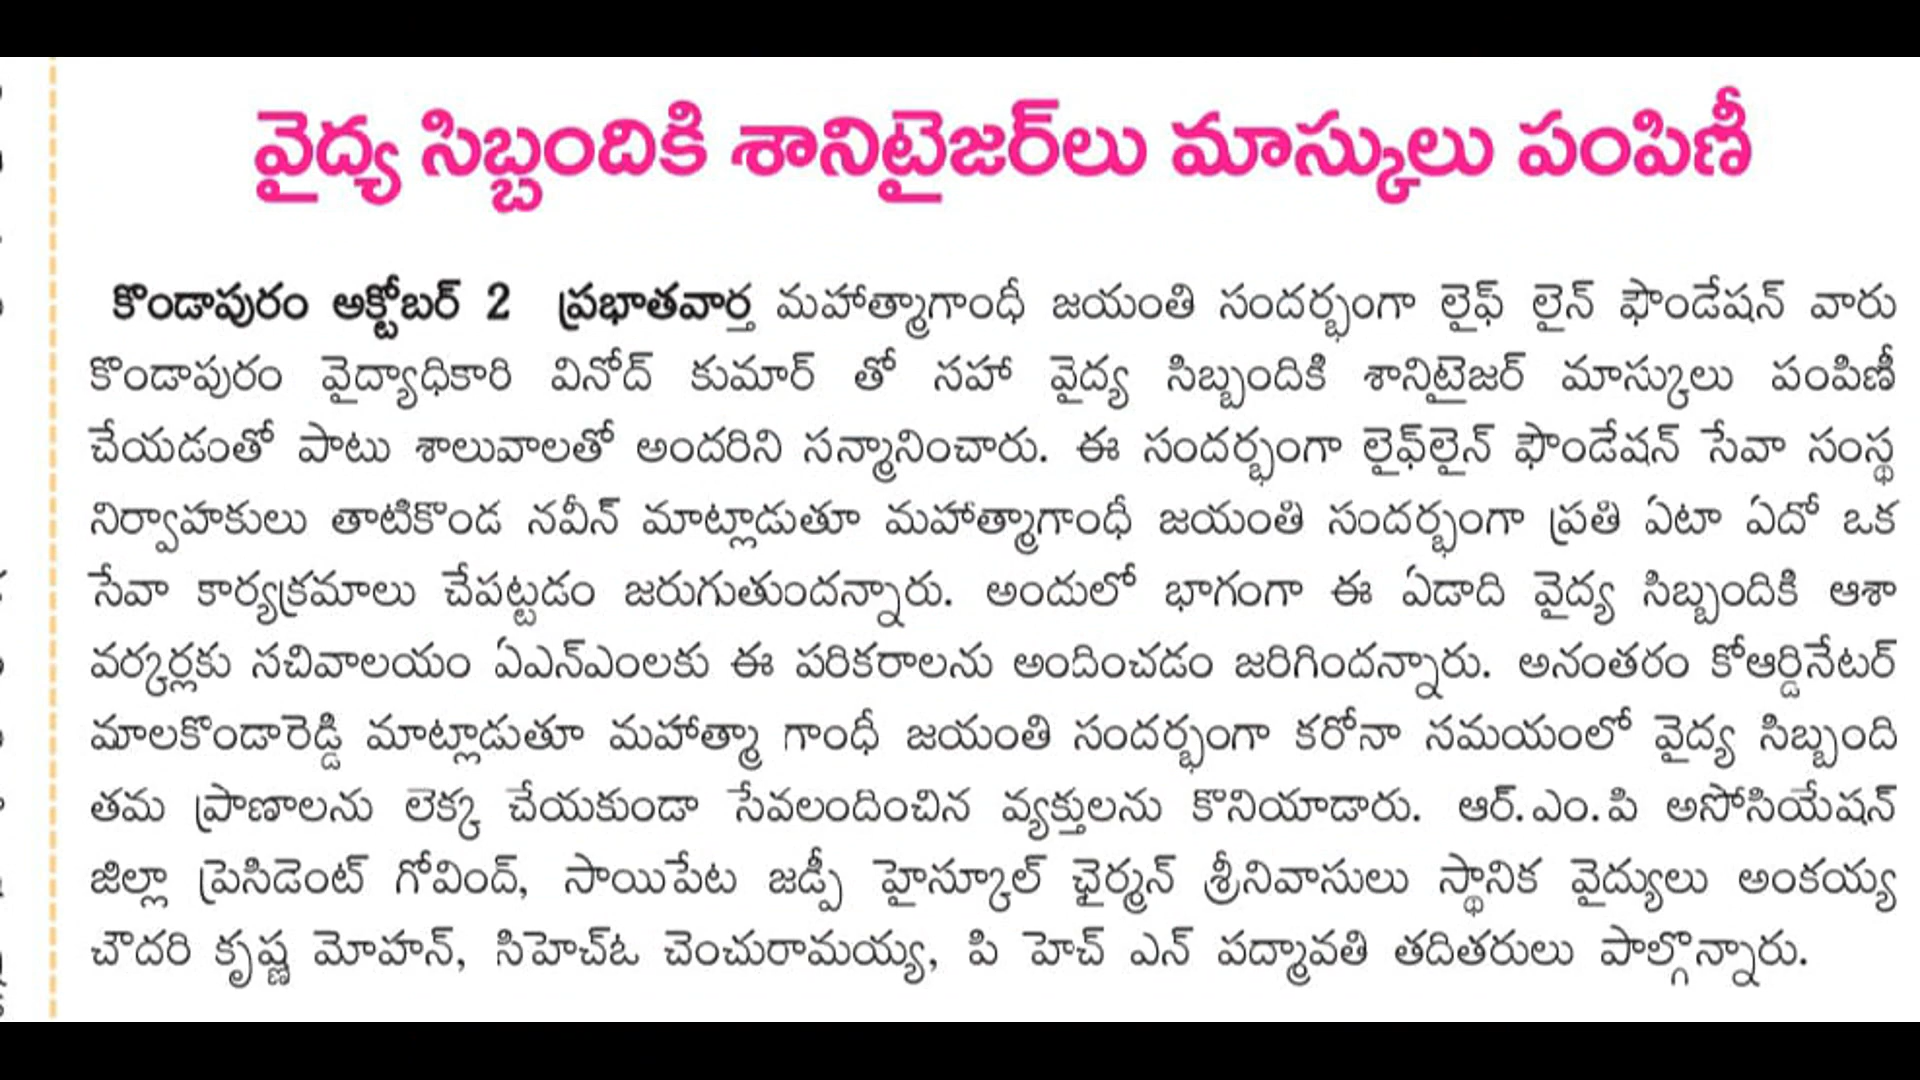 వైద్య సిబ్బందికి శానిటైజర్‌లు మాస్కులు పంపిణీ
కొండాపురం అక్టోబర్ 2 ప్రభాతవార్త మహాత్మాగాంధీ జయంతి సందర్భంగా లైఫ్ లైన్ ఫౌండేషన్ వారు
కొండాపురం వైద్యాధికారి వినోద్ కుమార్ తో సహా వైద్య సిబ్బందికి శానిటైజర్ మాస్కులు పంపిణీ
చేయడంతో పాటు శాలువాలతో అందరిని సన్మానించారు. ఈ సందర్భంగా లైఫ్‌లైన్ ఫౌండేషన్ సేవా సంస్థ
నిర్వాహకులు తాటికొండ నవీన్ మాట్లాడుతూ మహాత్మాగాంధీ జయంతి సందర్భంగా ప్రతి ఏటా ఏదో ఒక
సేవా కార్యక్రమాలు చేపట్టడం జరుగుతుందన్నారు. అందులో భాగంగా ఈ ఏడాది వైద్య సిబ్బందికి ఆశా
వర్కర్లకు సచివాలయం ఏఎన్ఎంలకు ఈ పరికరాలను అందించడం జరిగిందన్నారు. అనంతరం కోఆర్డినేటర్
మాలకొండారెడ్డి మాట్లాడుతూ మహాత్మా గాంధీ జయంతి సందర్భంగా కరోనా సమయంలో వైద్య సిబ్బంది
తమ ప్రాణాలను లెక్క చేయకుండా సేవలందించిన వ్యక్తులను కొనియాడారు. ఆర్.ఎం.పి అసోసియేషన్
జిల్లా ప్రెసిడెంట్ గోవింద్, సాయిపేట జడ్పీ హైస్కూల్ ఛైర్మన్ శ్రీనివాసులు స్థానిక వైద్యులు అంకయ్య
చౌదరి కృష్ణ మోహన్, సిహెచ్ఓ చెంచురామయ్య, పి హెచ్ ఎన్ పద్మావతి తదితరులు పాల్గొన్నారు.